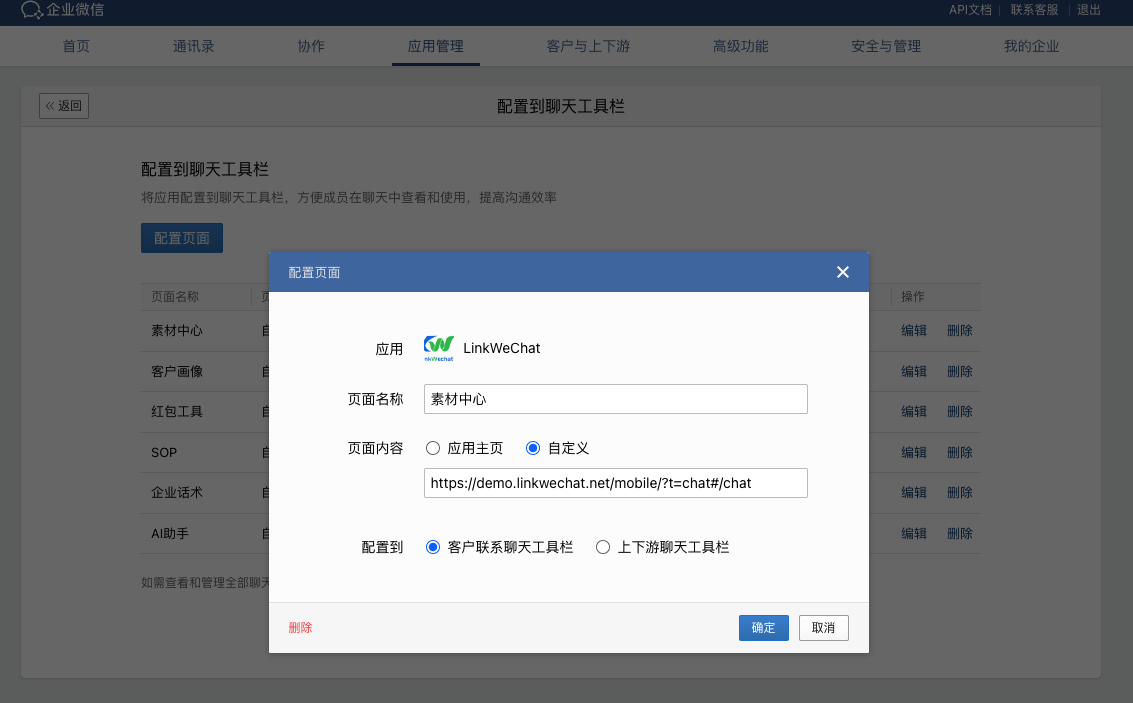 企业微信
API文档 | 联系客服 | 退出
首页 通讯录 协作 应用管理 客户与上下游 高级功能 安全与管理 我的企业
返回 配置到聊天工具栏
配置到聊天工具栏
将应用配置到聊天工具栏，方便成员在聊天中查看和使用，提高沟通效率
配置页面
页面名称 操作
素材中心 编辑 删除
客户画像 编辑 删除
红包工具 编辑 删除
SOP 编辑 删除
企业话术 编辑 删除
AI助手 编辑 删除
如需查看和管理全部聊天
配置页面
应用 LinkWeChat
页面名称 素材中心
页面内容 应用主页 自定义
https://demo.linkwechat.net/mobile/?t=chat#/chat
配置到 客户联系聊天工具栏 上下游聊天工具栏
删除 确定 取消